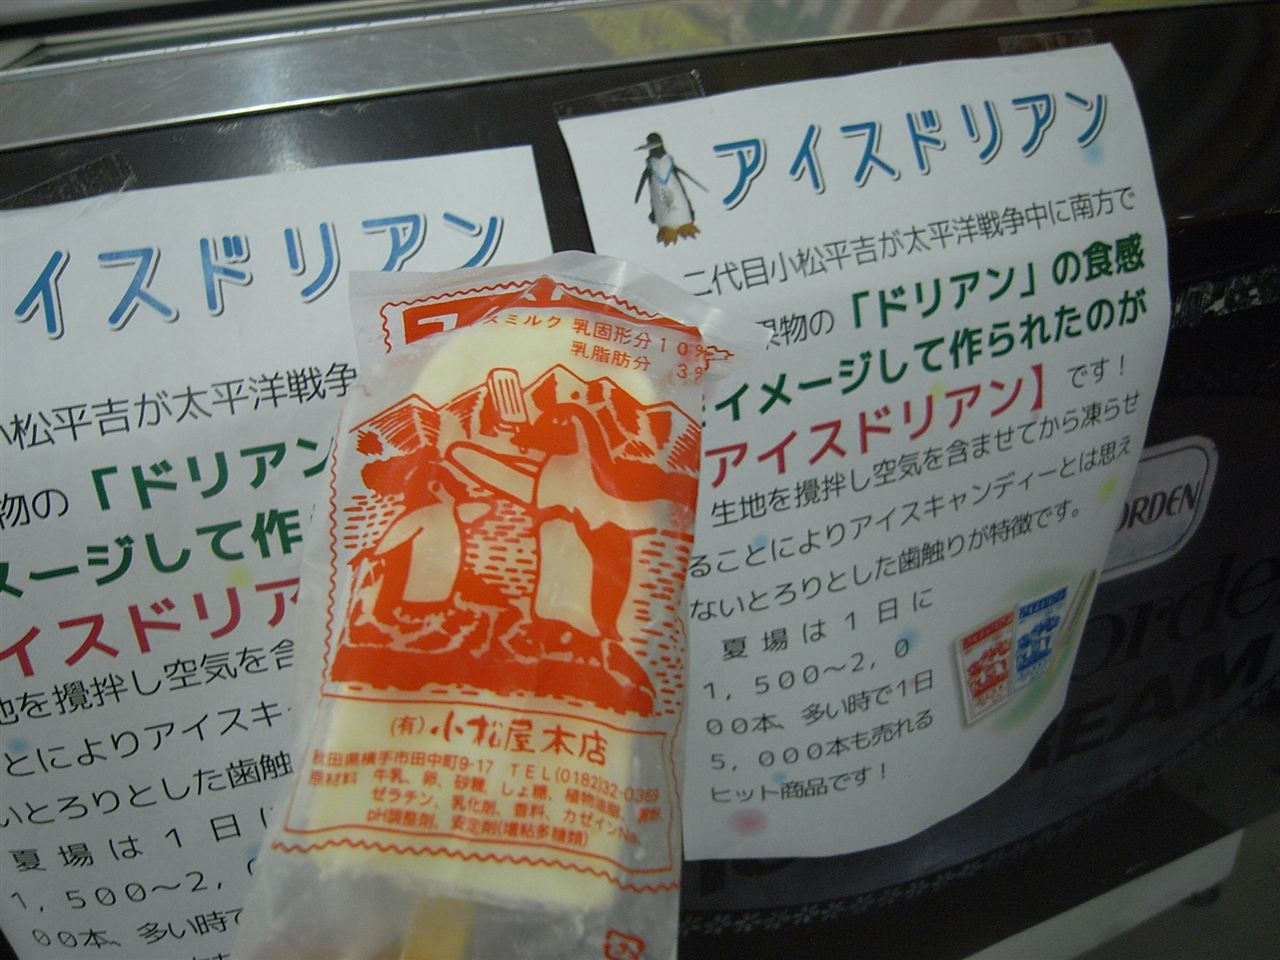 アイスドリアン
二代目小松平吉が太平洋戦争中に南方で
果物の「ドリアン」の食感
イメージして作られたのが
アイスドリアン】です！
生地を攪拌し空気を含ませてから凍らせ
ることによりアイスキャンディーとは思え
ないとろりとした歯触りが特徴です。
夏場は1日に
1,500～2,0
00本、多い時で1日
5,000本も売れる
ヒット商品です！
イスドリアン
小松平吉が太平洋戦争
物の「ドリアン
メージして作
イスドリア
地を攪拌し空気を含
とによりアイスキ
いとろりとした歯触
夏場は1日に
1,500～2,0
00本、多い時で
スミルク 乳固形分10%
乳脂肪分 3%
(有)小松屋本店
秋田県横手市田中町9-17 TEL(0182)32-0369
原材料 牛乳、卵、砂糖、しょ糖、植物油脂、
ゼラチン、乳化剤、香料、カゼインNa、
pH調整剤、安定剤(増粘多糖類)
ORDEN